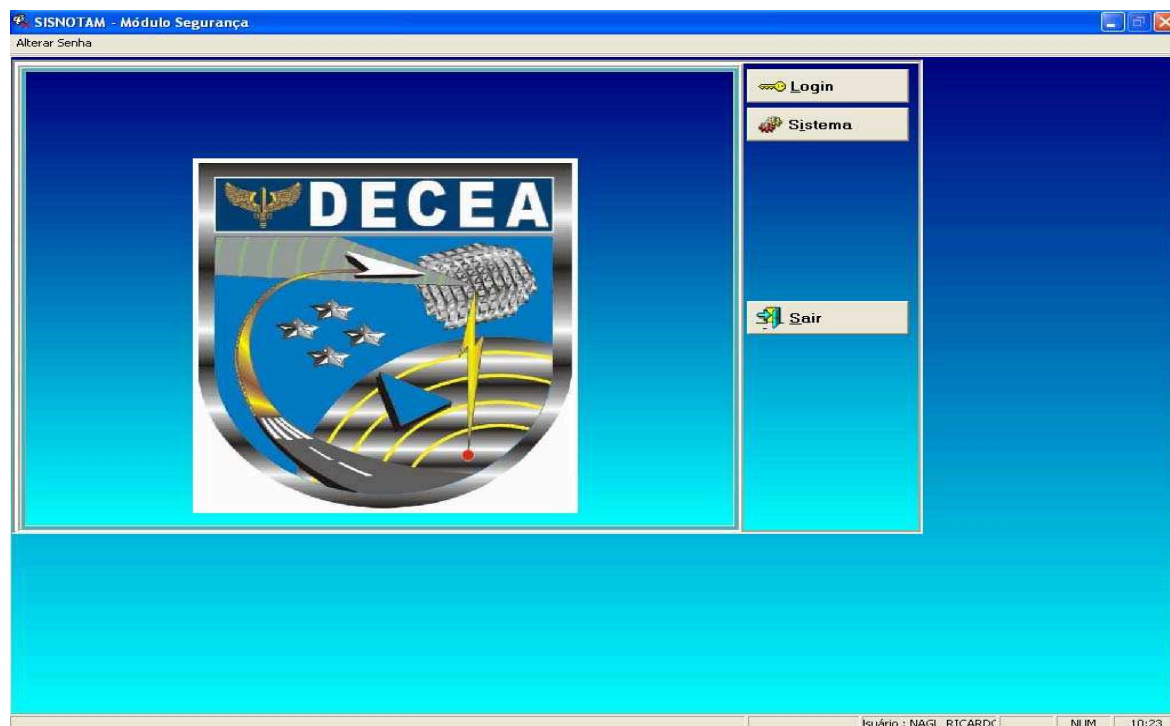 SISNOTAM - Módulo Segurança
Alterar Senha
Login
Sistema
DECEA
Sair
NUM 10:23